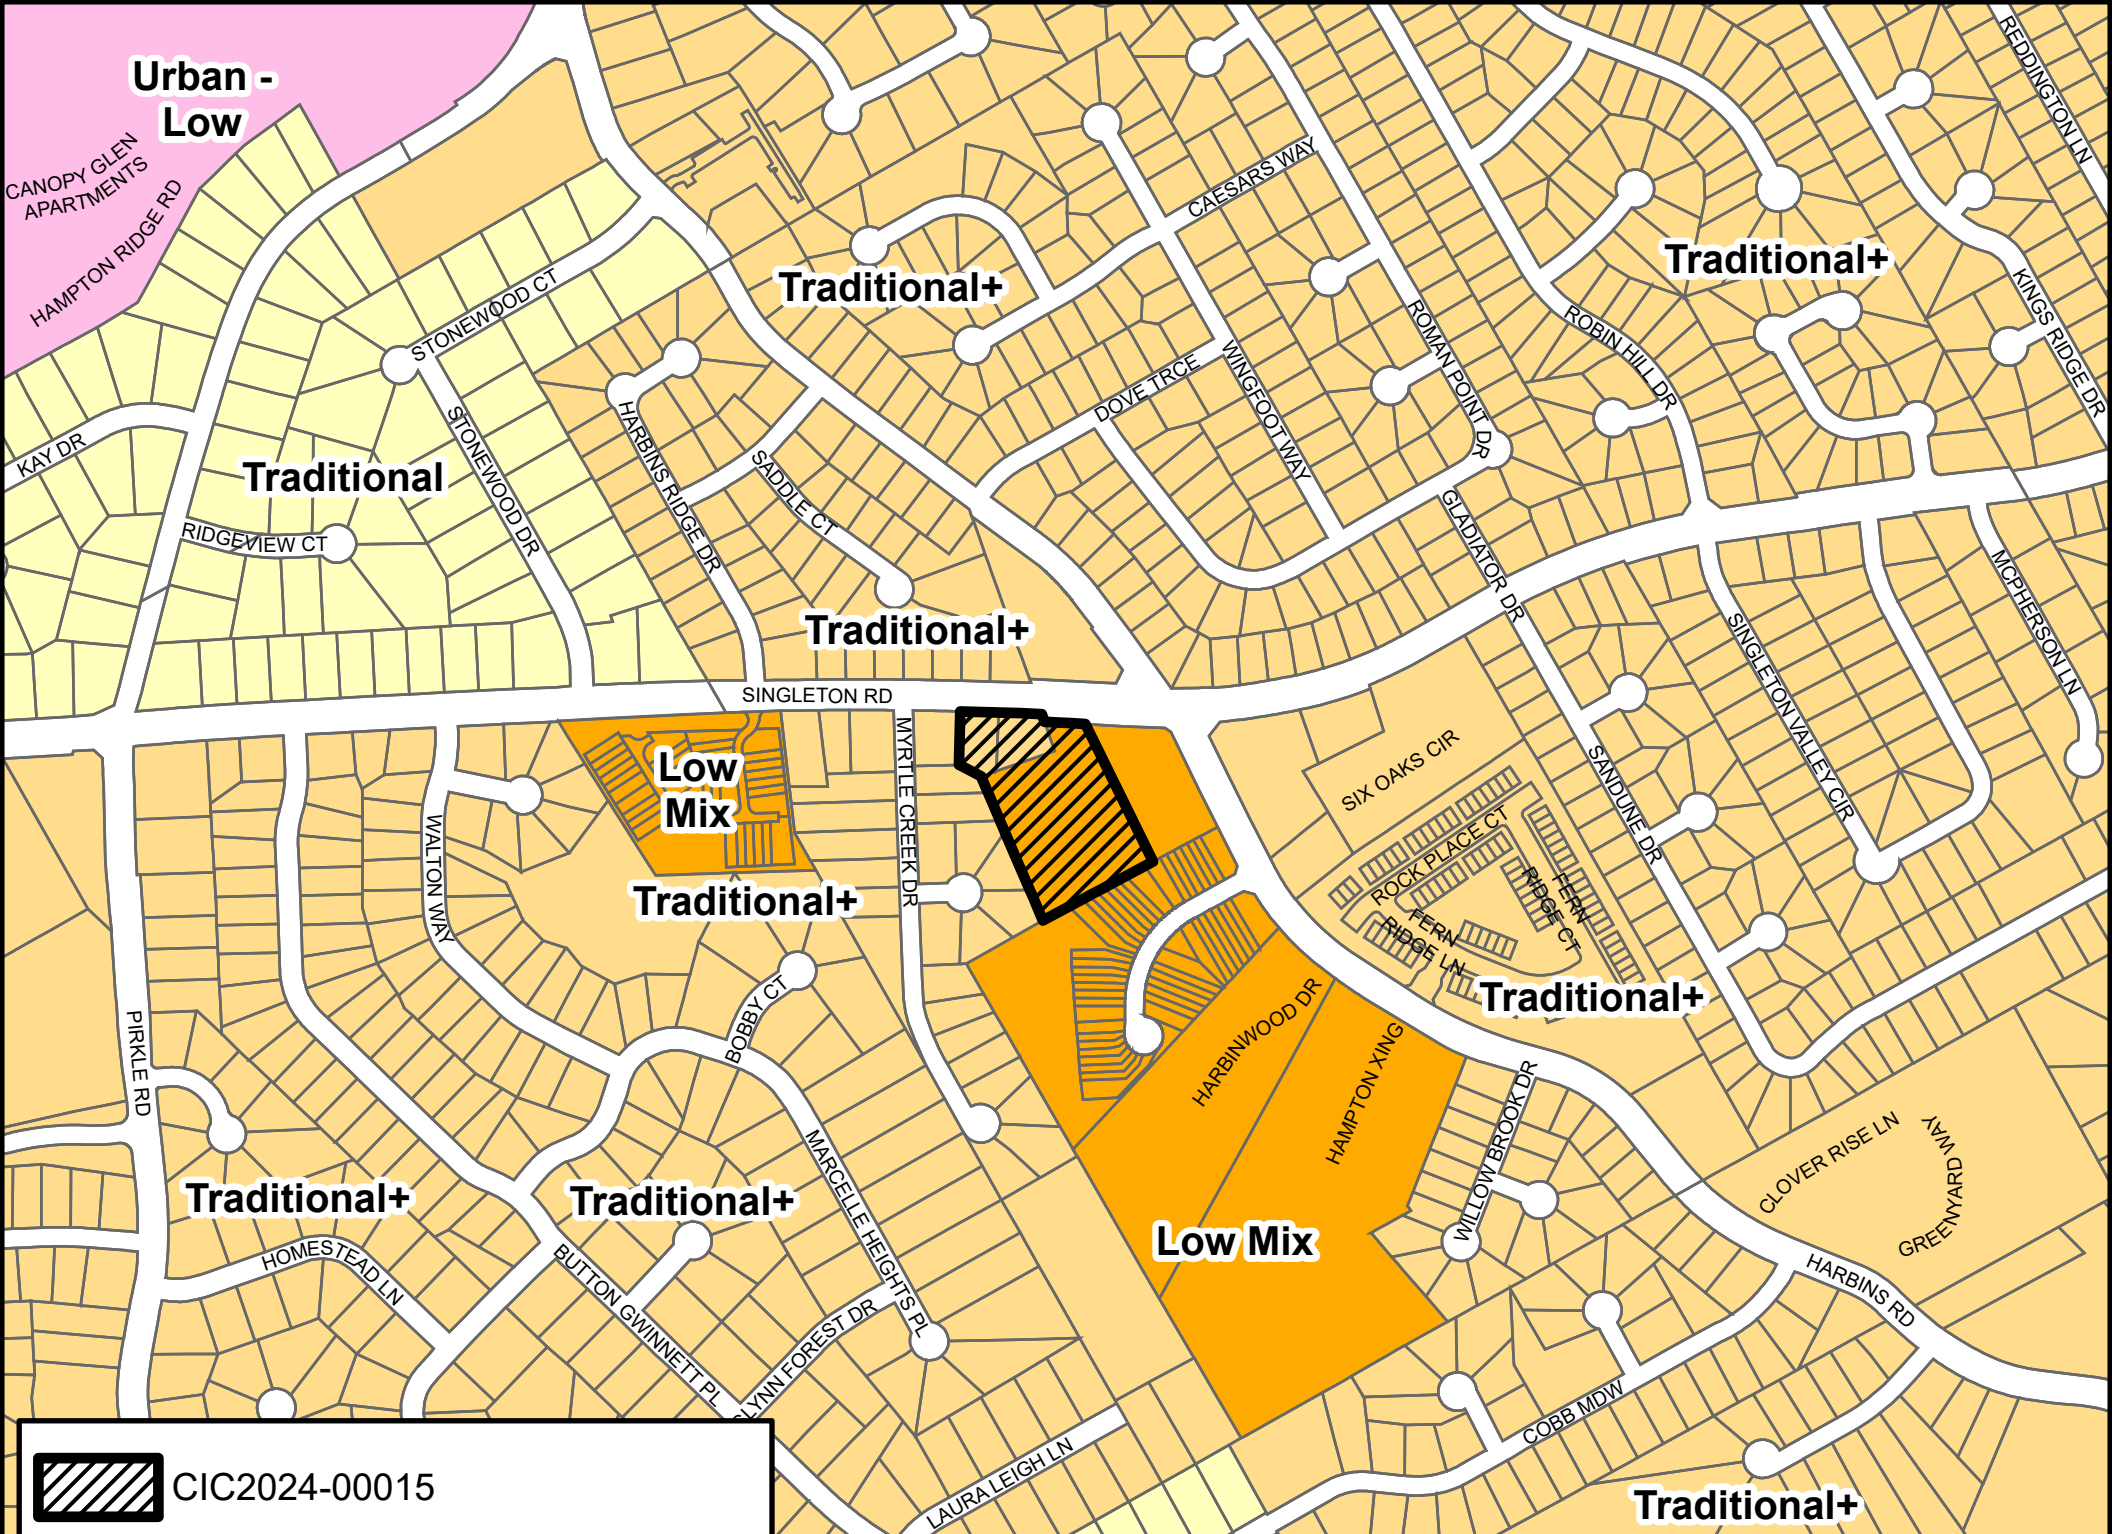 Urban -
Low
CANOPY GLEN
APARTMENTS
HAMPTON RIDGE RD
REDDINGTON LN
CAESARS WAY
Traditional+
Traditional+
STONEWOOD CT
KINGS RIDGE DR
ROMAN POINT DR
ROBIN HILL DR
WINGFOOT WAY
DOVE TRCE
HARBINS RIDGE DR
STONEWOOD DR
KAY DR
Traditional
SADDLE CT
GLADIATOR DR
RIDGEVIEW CT
MCPHERSON LN
Traditional+
SINGLETON VALLEY CIR
SINGLETON RD
MYRTLE CREEK DR
SIX OAKS CIR
SANDUNE DR
Low
Mix
WALTON WAY
ROCK PLACE CT
FERN
RIDGE CT
Traditional+
FERN
RIDGE LN
BOBBY CT
HARBINWOOD DR
Traditional+
PIRKLE RD
HAMPTON XING
WILLOW BROOK DR
MARCELLE HEIGHTS PL
CLOVER RISE LN
GREENYARD WAY
Traditional+
Traditional+
Low Mix
HOMESTEAD LN
BUTTON GWINNETT PL
HARBINS RD
GLYNN FOREST DR
COBB MDW
LAURA LEIGH LN
Traditional+
CIC2024-00015